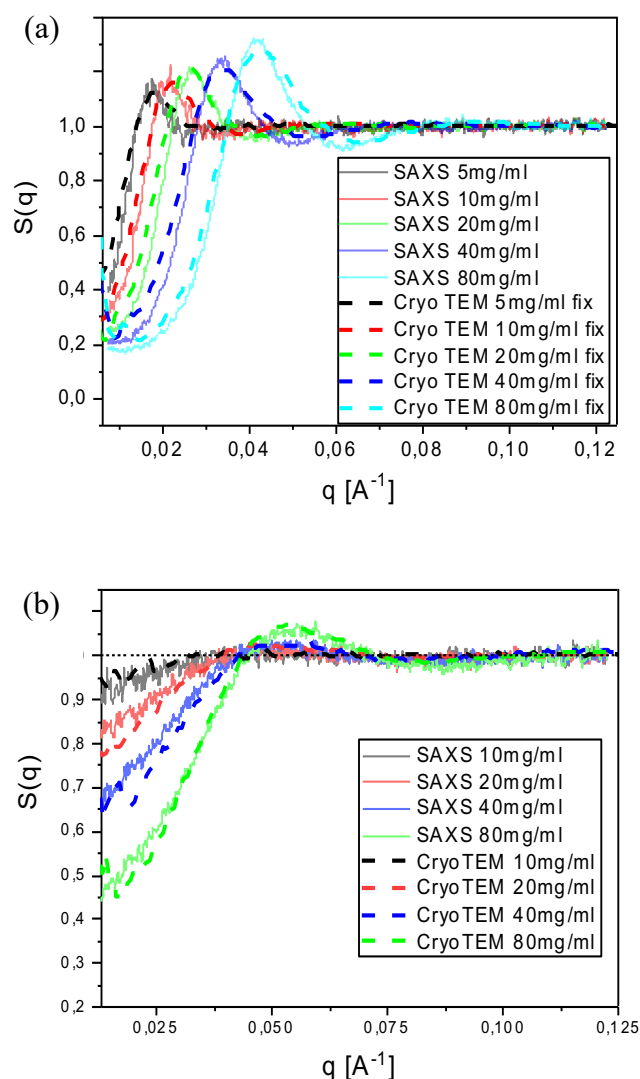 (a)
S(q)
1,0
0,8
0,6
0,4
0,2
0,0
SAXS 5mg/ml
SAXS 10mg/ml
SAXS 20mg/ml
SAXS 40mg/ml
SAXS 80mg/ml
Cryo TEM 5mg/ml fix
Cryo TEM 10mg/ml fix
Cryo TEM 20mg/ml fix
Cryo TEM 40mg/ml fix
Cryo TEM 80mg/ml fix
0,02 0,04 0,06 0,08 0,10 0,12
q [A⁻¹]
(b)
S(q)
0,9
0,8
0,7
0,6
0,5
0,4
0,2
SAXS 10mg/ml
SAXS 20mg/ml
SAXS 40mg/ml
SAXS 80mg/ml
CryoTEM 10mg/ml
CryoTEM 20mg/ml
CryoTEM 40mg/ml
CryoTEM 80mg/ml
0,025 0,050 0,075 0,100 0,125
q [A⁻¹]